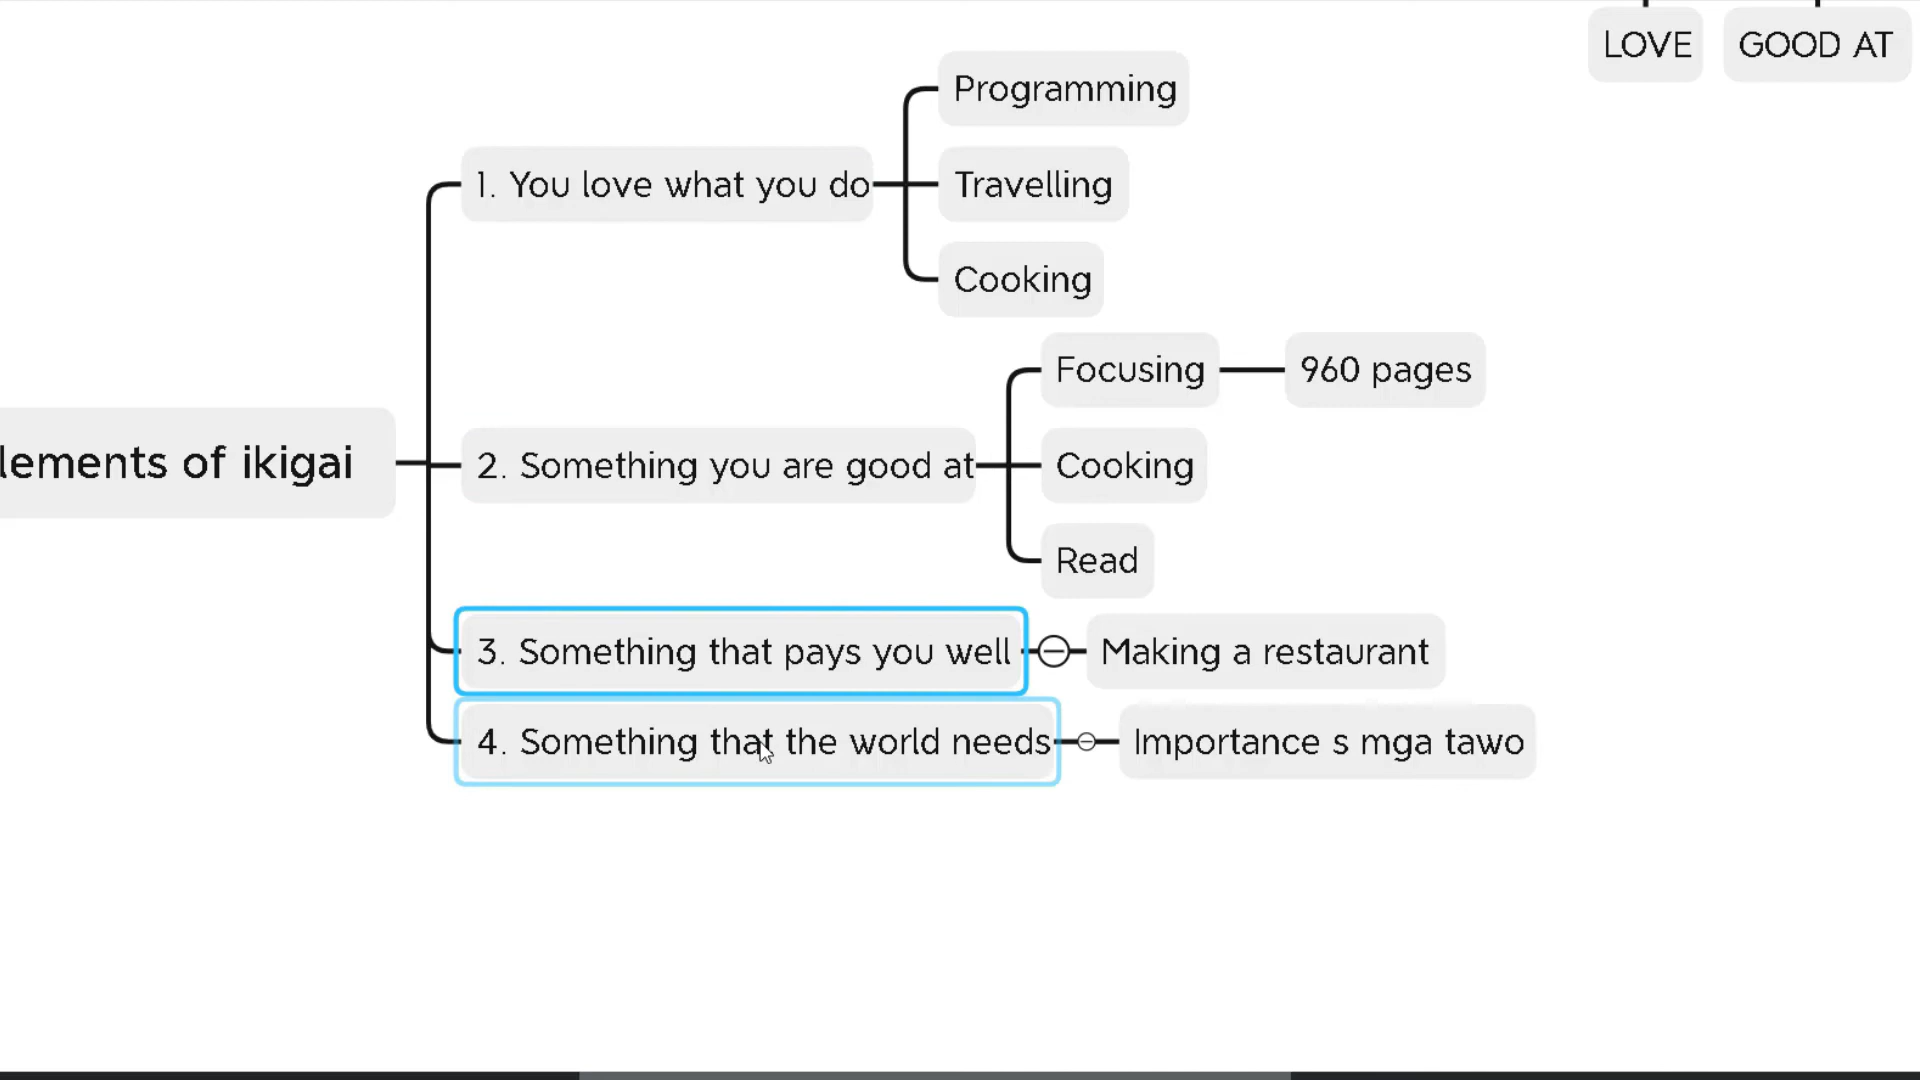 LOVE
GOOD AT
Programming
1. You love what you do
Travelling
Cooking
Focusing
960 pages
lements of ikigai
2. Something you are good at
Cooking
Read
3. Something that pays you well
Making a restaurant
4. Something that the world needs
Importance s mga tawo